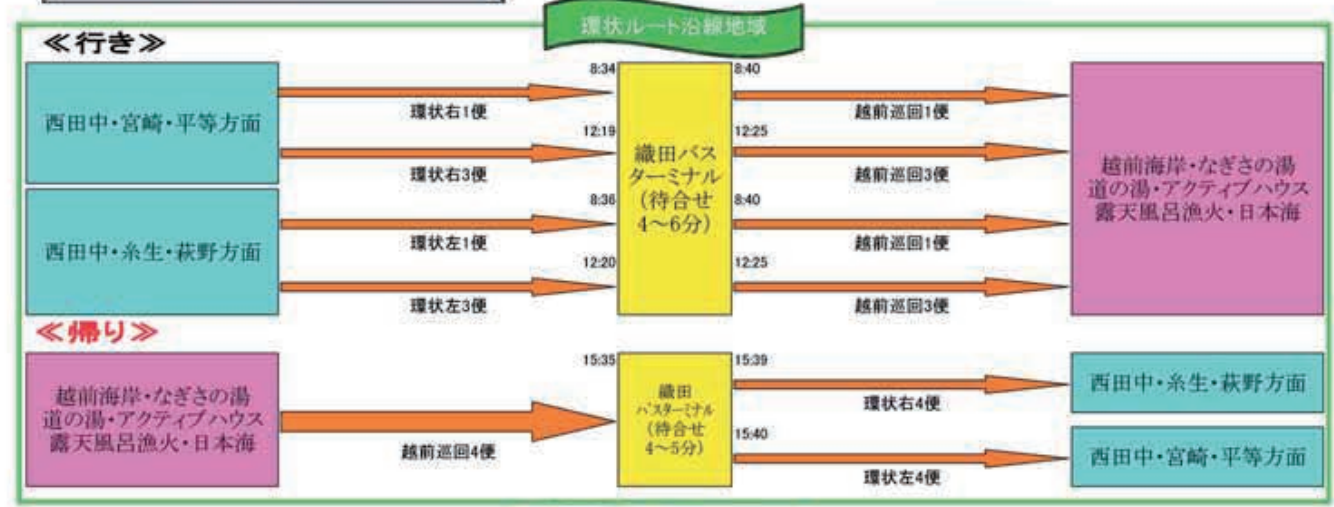 環状ルート沿線地域
≪行き≫
西田中・宮崎・平等方面
8:34
環状右1便
12:19
環状右3便
西田中・糸生・萩野方面
8:36
環状左1便
12:20
環状左3便
織田バス
ターミナル
(待合せ
4～6分)
8:40
越前巡回1便
12:25
越前巡回3便
8:40
越前巡回1便
12:25
越前巡回3便
越前海岸・なぎさの湯
道の湯・アクティブハウス
露天風呂漁火・日本海
≪帰り≫
越前海岸・なぎさの湯
道の湯・アクティブハウス
露天風呂漁火・日本海
15:35
越前巡回4便
織田
バスターミナル
(待合せ
4～5分)
15:39
環状右4便
15:40
環状左4便
西田中・糸生・萩野方面
西田中・宮崎・平等方面